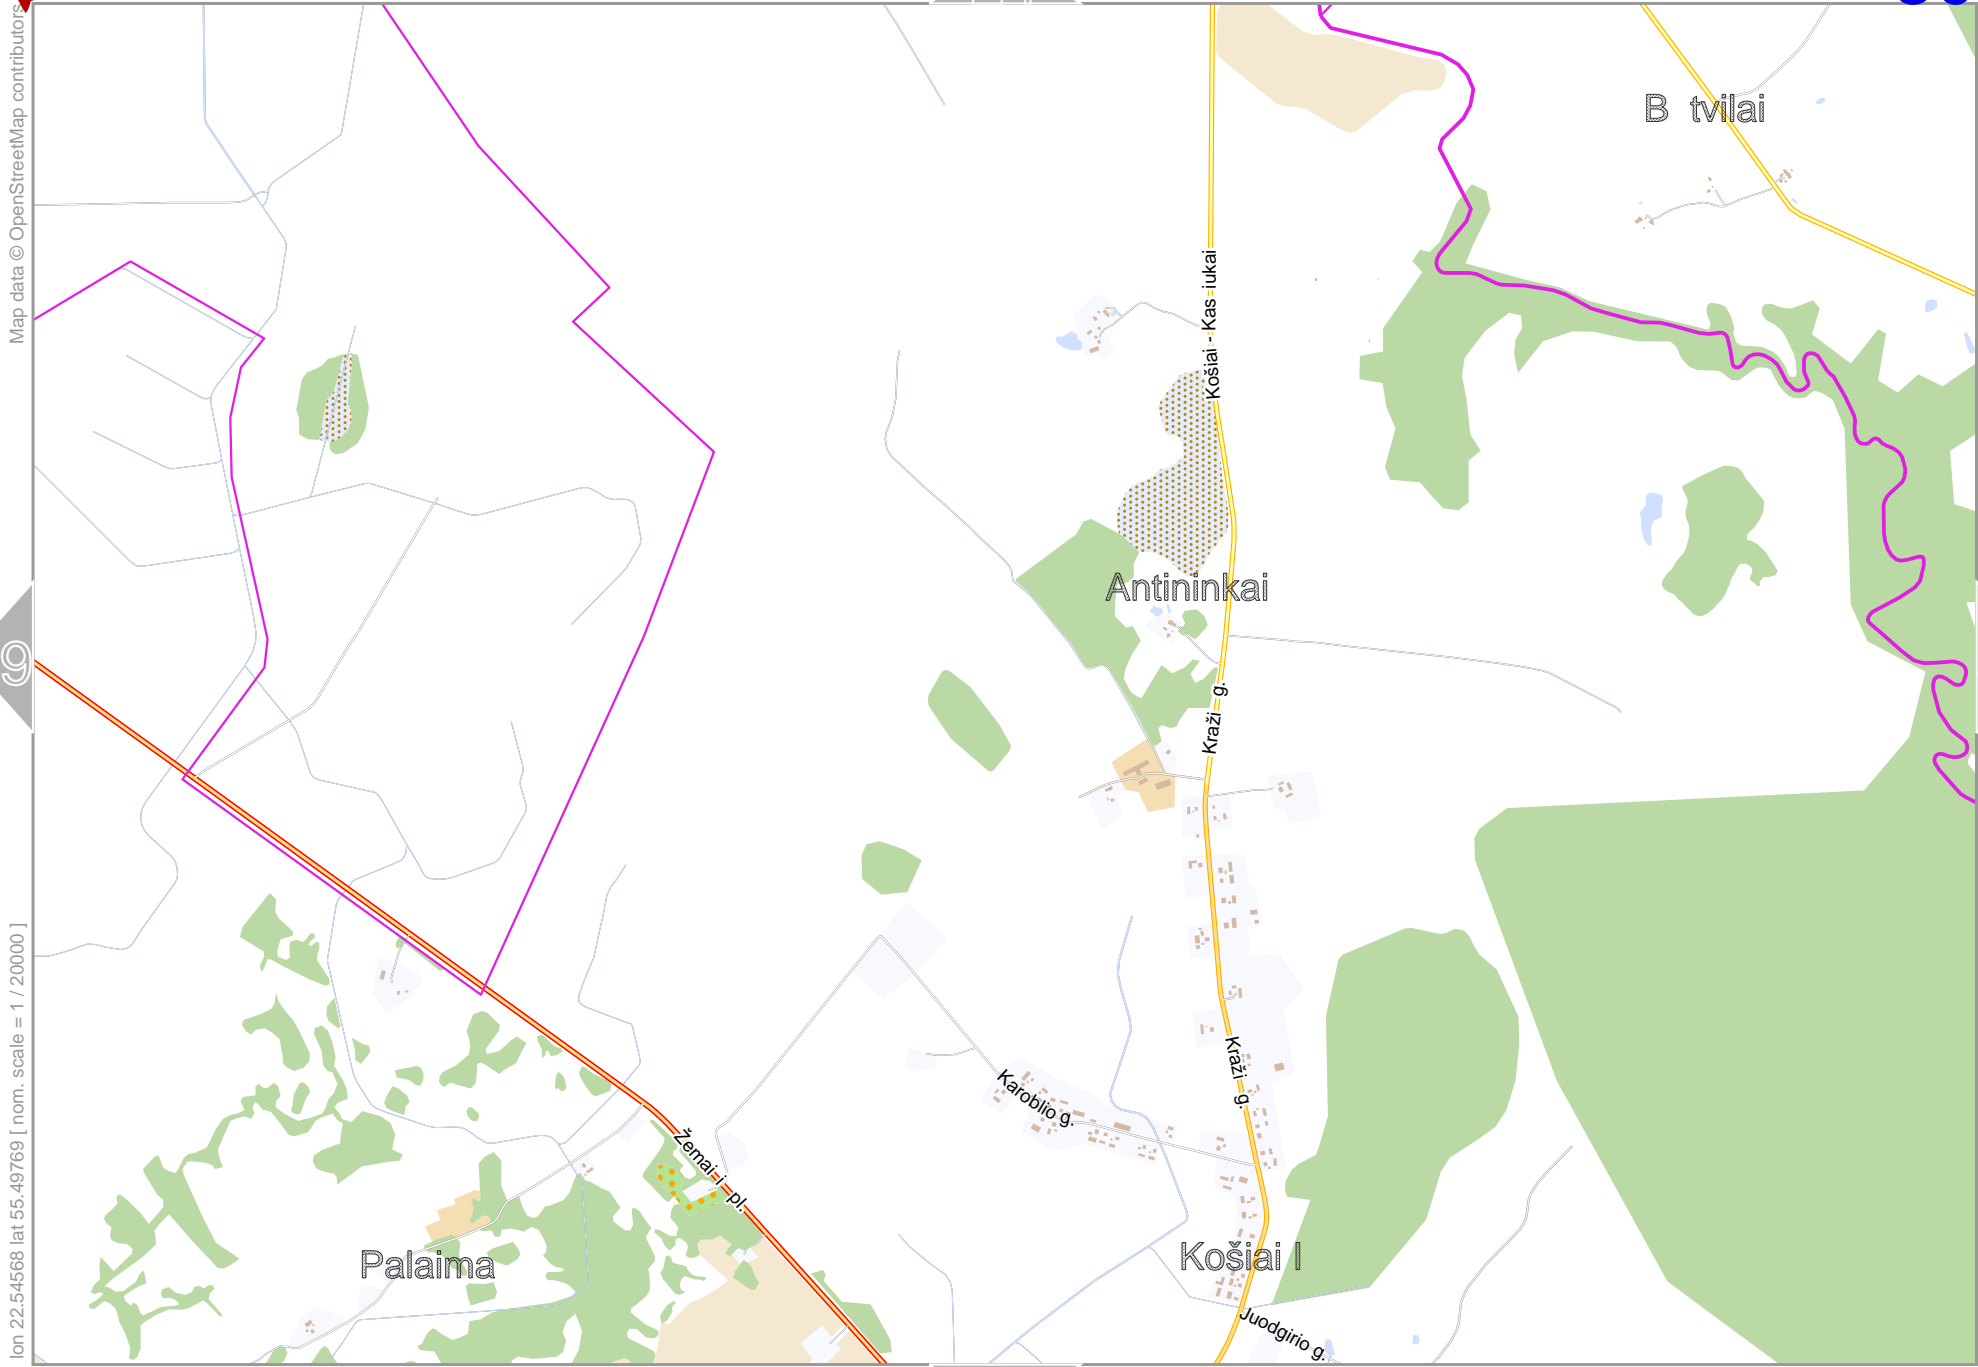 Map data © OpenStreetMap contributors
B tvilai
Košiai - Kas iukai
Antininkai
9
Kraži g.
Kraži g.
Karoblio g.
Žemai i pl.
Palaima
Košiai I
Juodgirio g.
lon 22.54568 lat 55.49769 [ nom. scale = 1 / 20000 ]